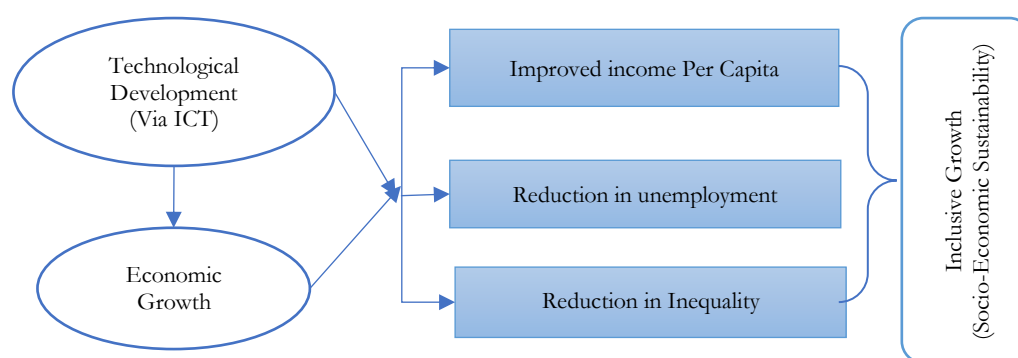 Technological
Development
(Via ICT)
Economic
Growth
Improved income Per Capita
Reduction in unemployment
Reduction in Inequality
Inclusive Growth
(Socio-Economic Sustainability)